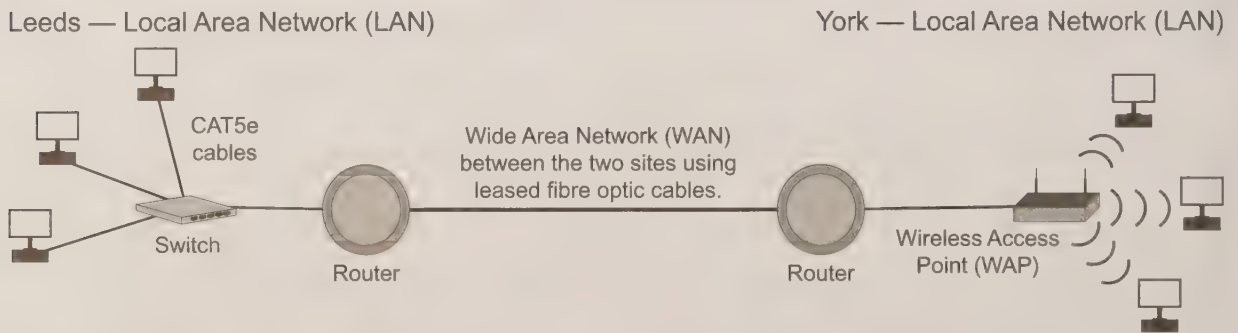 Leeds — Local Area Network (LAN)
York — Local Area Network (LAN)
CAT5e
cables
Wide Area Network (WAN)
between the two sites using
leased fibre optic cables.
Switch
Router
Router
Wireless Access
Point (WAP)